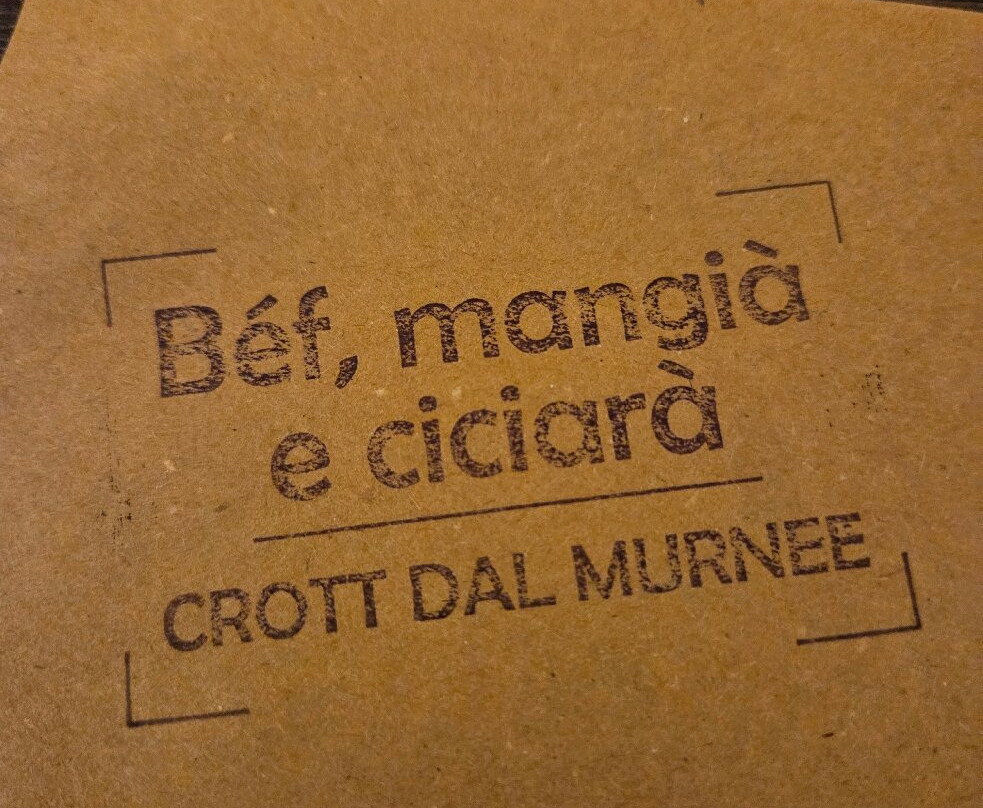 Béf, mangià
e ciciarà
CROTT DAL MURNEE